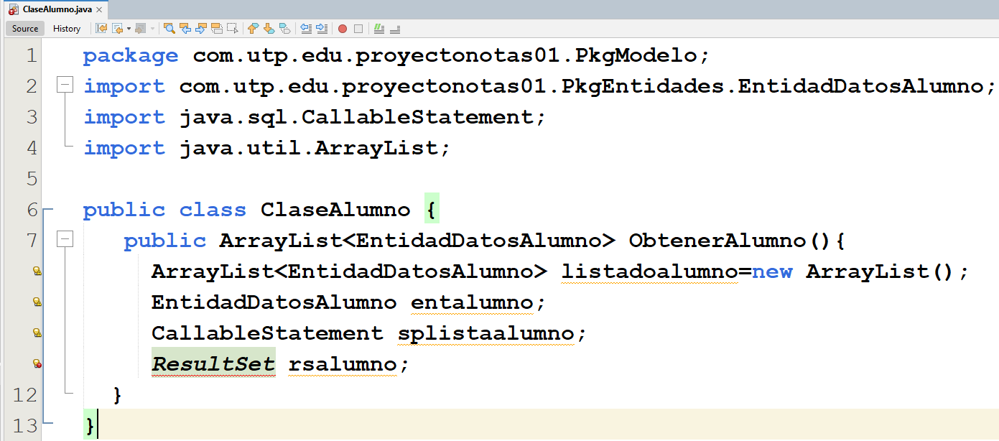 ClaseAlumno.java
Source History
1 package com.utp.edu.proyectonotas01.PkgModelo;
2 import com.utp.edu.proyectonotas01.PkgEntidades.EntidadDatosAlumno;
3 import java.sql.CallableStatement;
4 import java.util.ArrayList;
5
6 public class ClaseAlumno {
7 public ArrayList<EntidadDatosAlumno> ObtenerAlumno(){
ArrayList<EntidadDatosAlumno> listadoalumno=new ArrayList();
EntidadDatosAlumno entalumno;
CallableStatement splistaalumno;
ResultSet rsalumno;
12 }
13 }